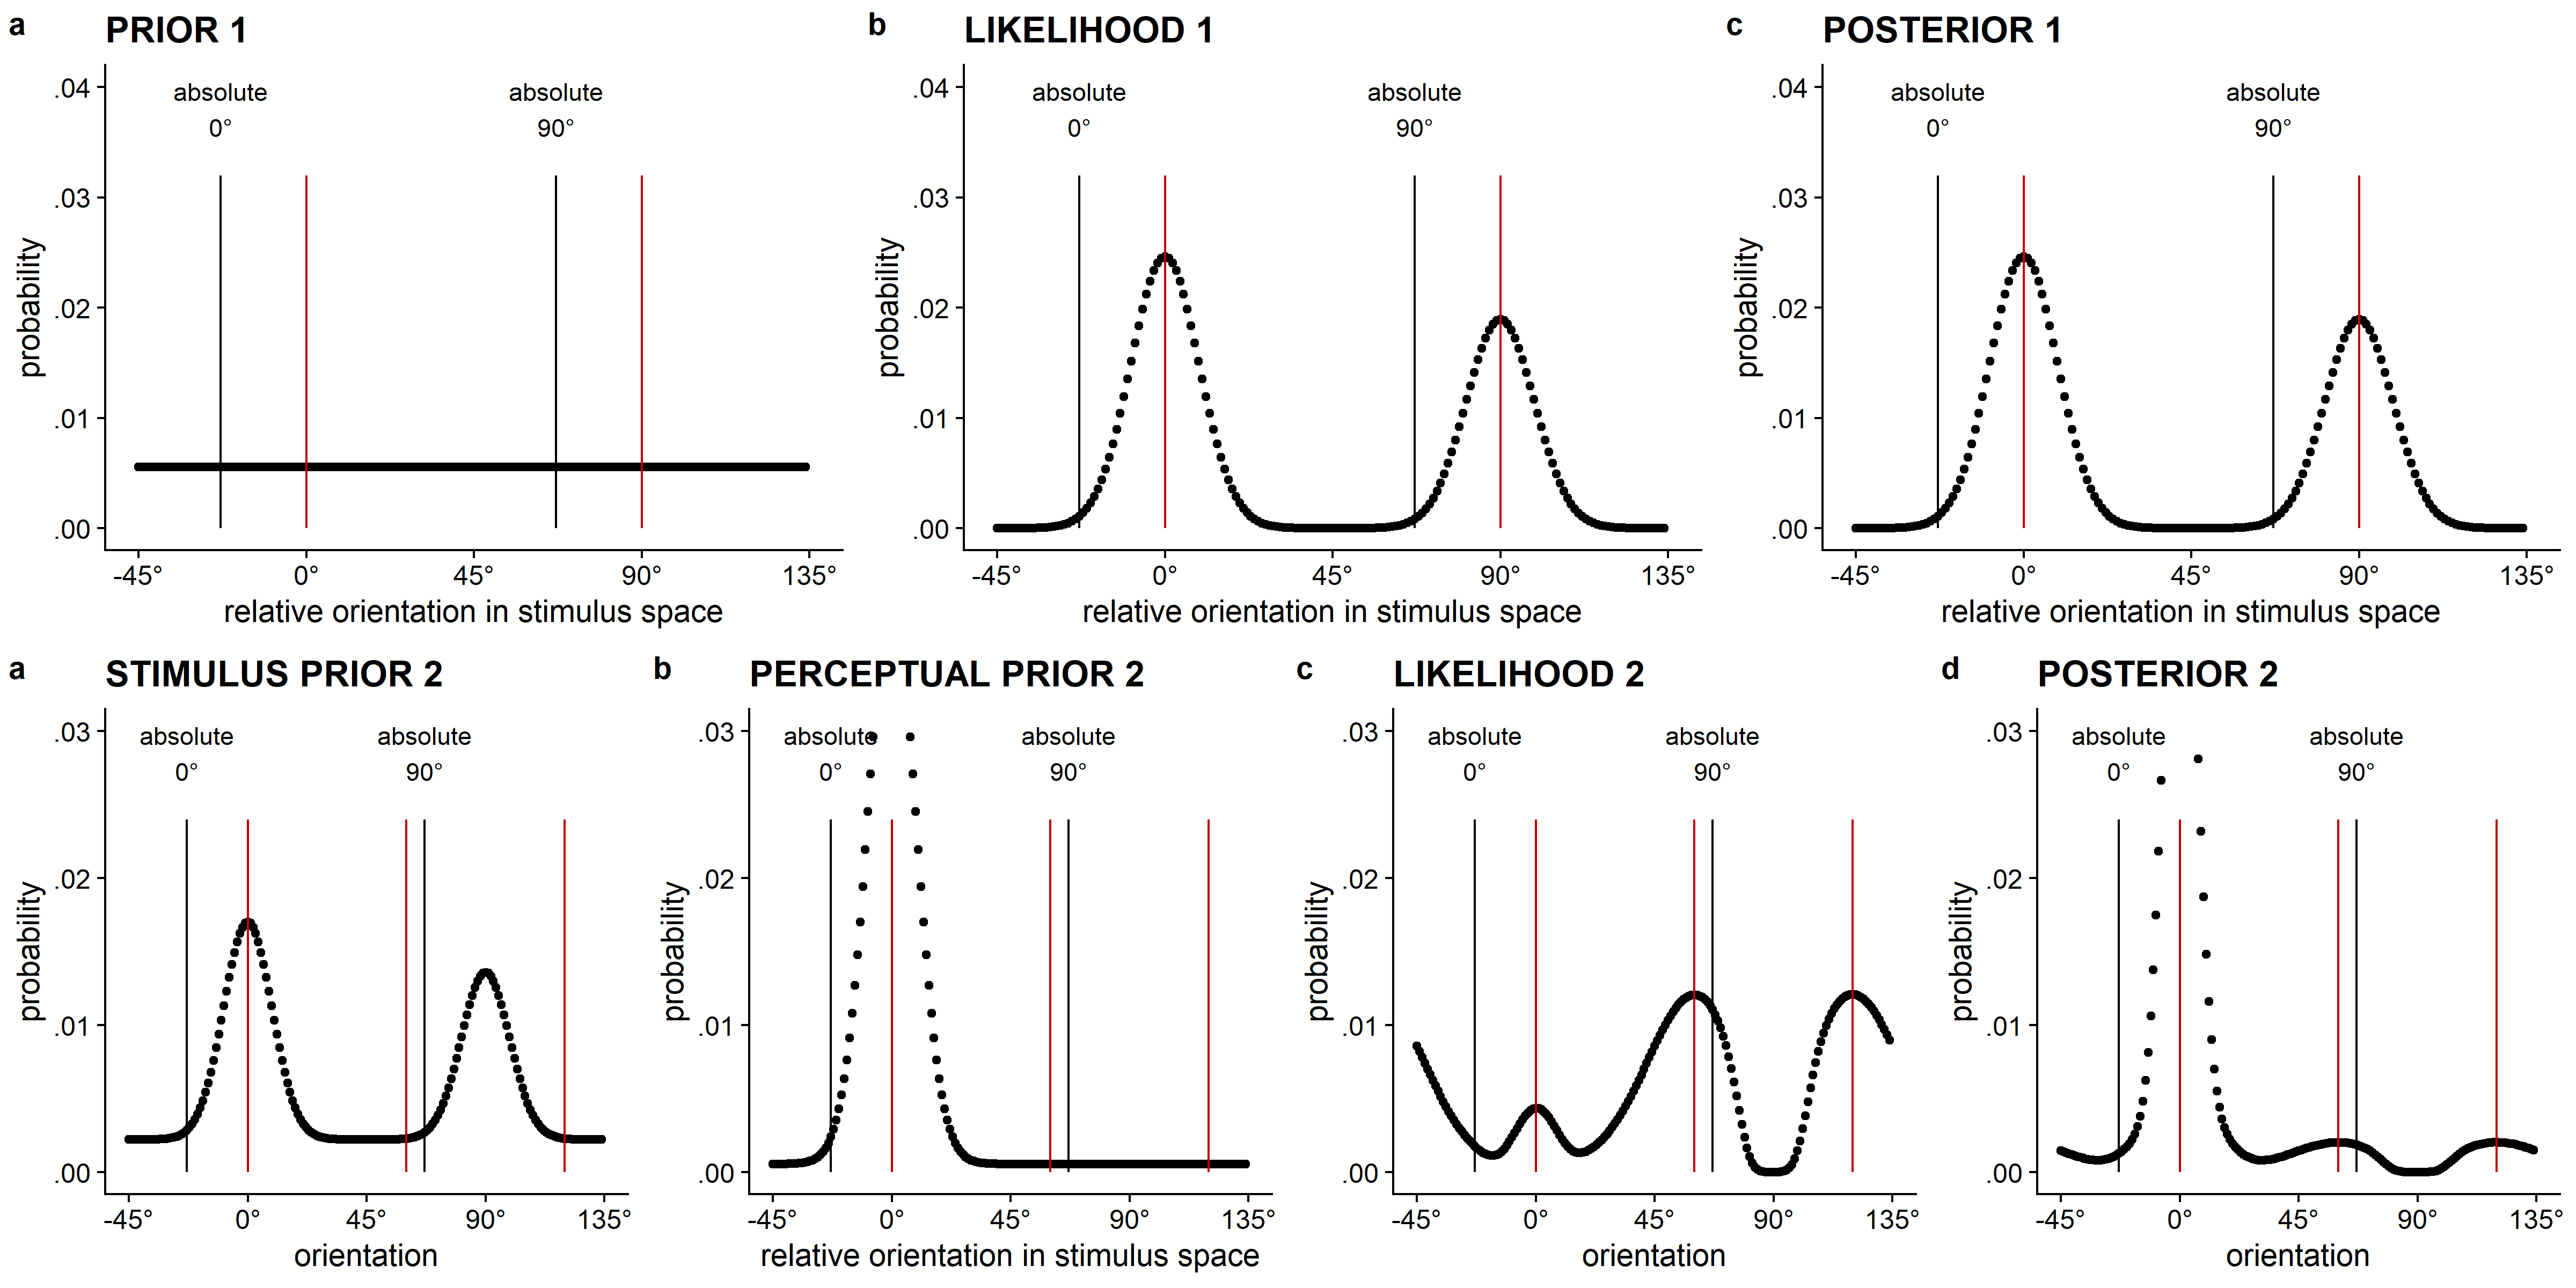 a PRIOR 1
absolute absolute
0° 90°
.04
.03
.02
.01
.00
probability
-45° 0° 45° 90° 135°
relative orientation in stimulus space
b LIKELIHOOD 1
absolute absolute
0° 90°
.04
.03
.02
.01
.00
probability
-45° 0° 45° 90° 135°
relative orientation in stimulus space
c POSTERIOR 1
absolute absolute
0° 90°
.04
.03
.02
.01
.00
probability
-45° 0° 45° 90° 135°
relative orientation in stimulus space
a STIMULUS PRIOR 2
absolute absolute
0° 90°
.03
.02
.01
.00
probability
-45° 0° 45° 90° 135°
orientation
b PERCEPTUAL PRIOR 2
absolute absolute
0° 90°
.03
.02
.01
.00
probability
-45° 0° 45° 90° 135°
relative orientation in stimulus space
c LIKELIHOOD 2
absolute absolute
0° 90°
.03
.02
.01
.00
probability
-45° 0° 45° 90° 135°
orientation
d POSTERIOR 2
absolute absolute
0° 90°
.03
.02
.01
.00
probability
-45° 0° 45° 90° 135°
orientation